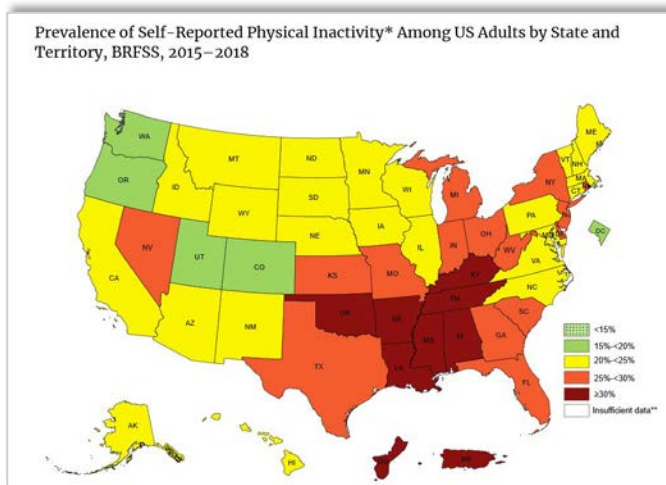 Prevalence of Self-Reported Physical Inactivity* Among US Adults by State and
Territory, BRFSS, 2015–2018
WA
OR
CA
NV
ID
MT
WY
UT
CO
AZ
NM
ND
SD
NE
KS
OK
TX
MN
IA
MO
AR
LA
WI
IL
MI
IN
OH
KY
TN
MS
AL
GA
FL
SC
NC
VA
WV
PA
NY
NJ
VT
NH
ME
MA
CT
DC
AK
HI
PR
<15%
15%–<20%
20%–<25%
25%–<30%
≥30%
Insufficient data**